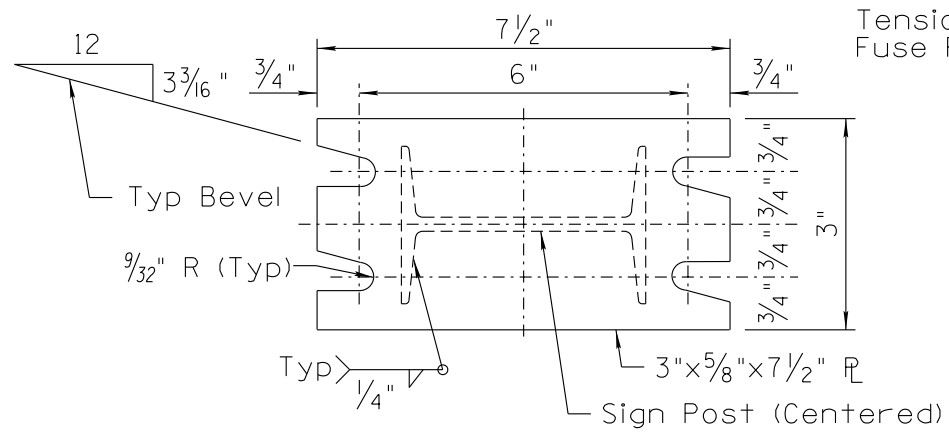 Tensio
Fuse P
7 1/2"
12
3 3/16"
3/4"
6"
3/4"
3/4"
3/4"
3/4"
3/4"
3"
Typ Bevel
9/32" R (Typ)
Typ
1/4"
3"x5/8"x7 1/2" PL
Sign Post (Centered)